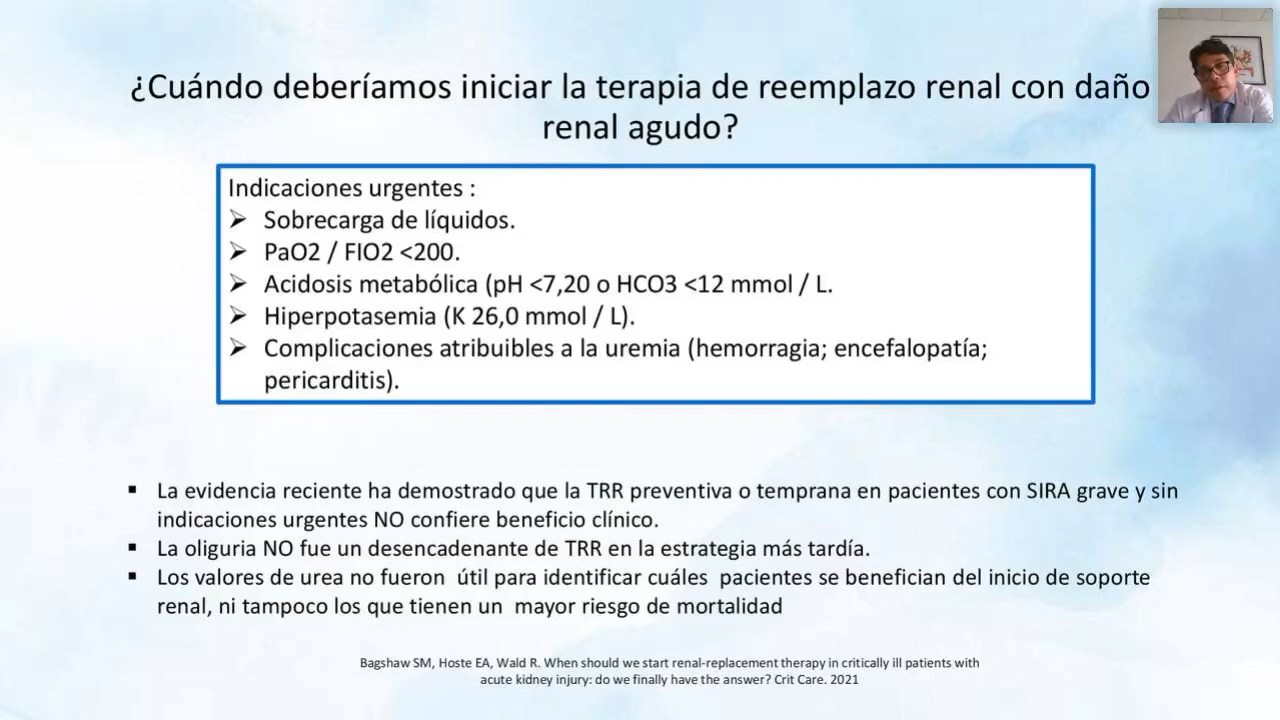 ¿Cuándo deberíamos iniciar la terapia de reemplazo renal con daño
renal agudo?
Indicaciones urgentes :
➢ Sobrecarga de líquidos.
➢ PaO2 / FIO2 <200.
➢ Acidosis metabólica (pH <7,20 o HCO3 <12 mmol / L.
➢ Hiperpotasemia (K 26,0 mmol / L).
➢ Complicaciones atribuibles a la uremia (hemorragia; encefalopatía;
pericarditis).
▪ La evidencia reciente ha demostrado que la TRR preventiva o temprana en pacientes con SIRA grave y sin
indicaciones urgentes NO confiere beneficio clínico.
▪ La oliguria NO fue un desencadenante de TRR en la estrategia más tardía.
▪ Los valores de urea no fueron útil para identificar cuáles pacientes se benefician del inicio de soporte
renal, ni tampoco los que tienen un mayor riesgo de mortalidad
Bagshaw SM, Hoste EA, Wald R. When should we start renal-replacement therapy in critically ill patients with
acute kidney injury: do we finally have the answer? Crit Care. 2021